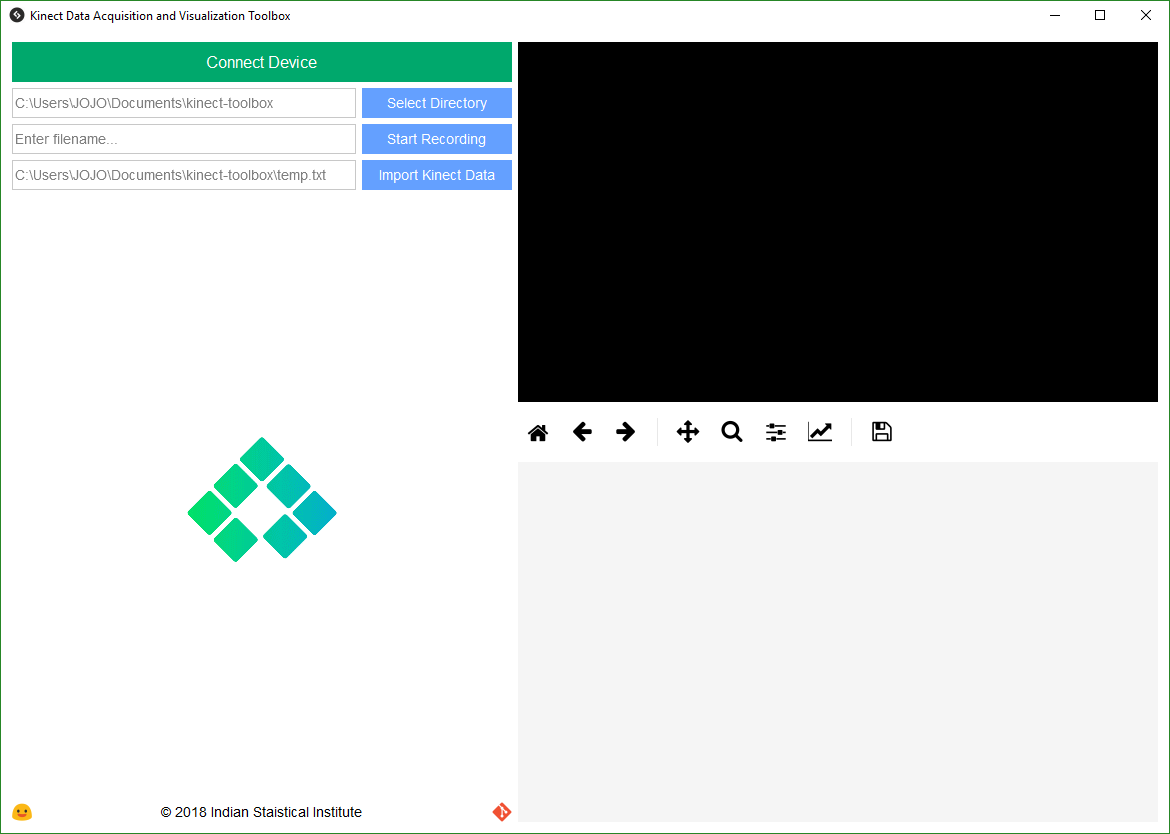 Kinect Data Acquisition and Visualization Toolbox
Connect Device
C:\Users\JOJO\Documents\kinect-toolbox
Select Directory
Enter filename...
Start Recording
C:\Users\JOJO\Documents\kinect-toolbox\temp.txt
Import Kinect Data
© 2018 Indian Staistical Institute